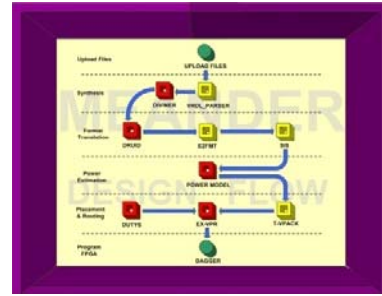 MEANDER
DESIGN FLOW
Upload Files
UPLOAD FILES
Synthesis
DIVINER
VHDL_PARSER
Format
Translation
DRUID
E2FMT
SIS
Power
Estimation
POWER MODEL
Placement
& Routing
DUTYS
EX-VPR
T-VPACK
Program
FPGA
DAGGER